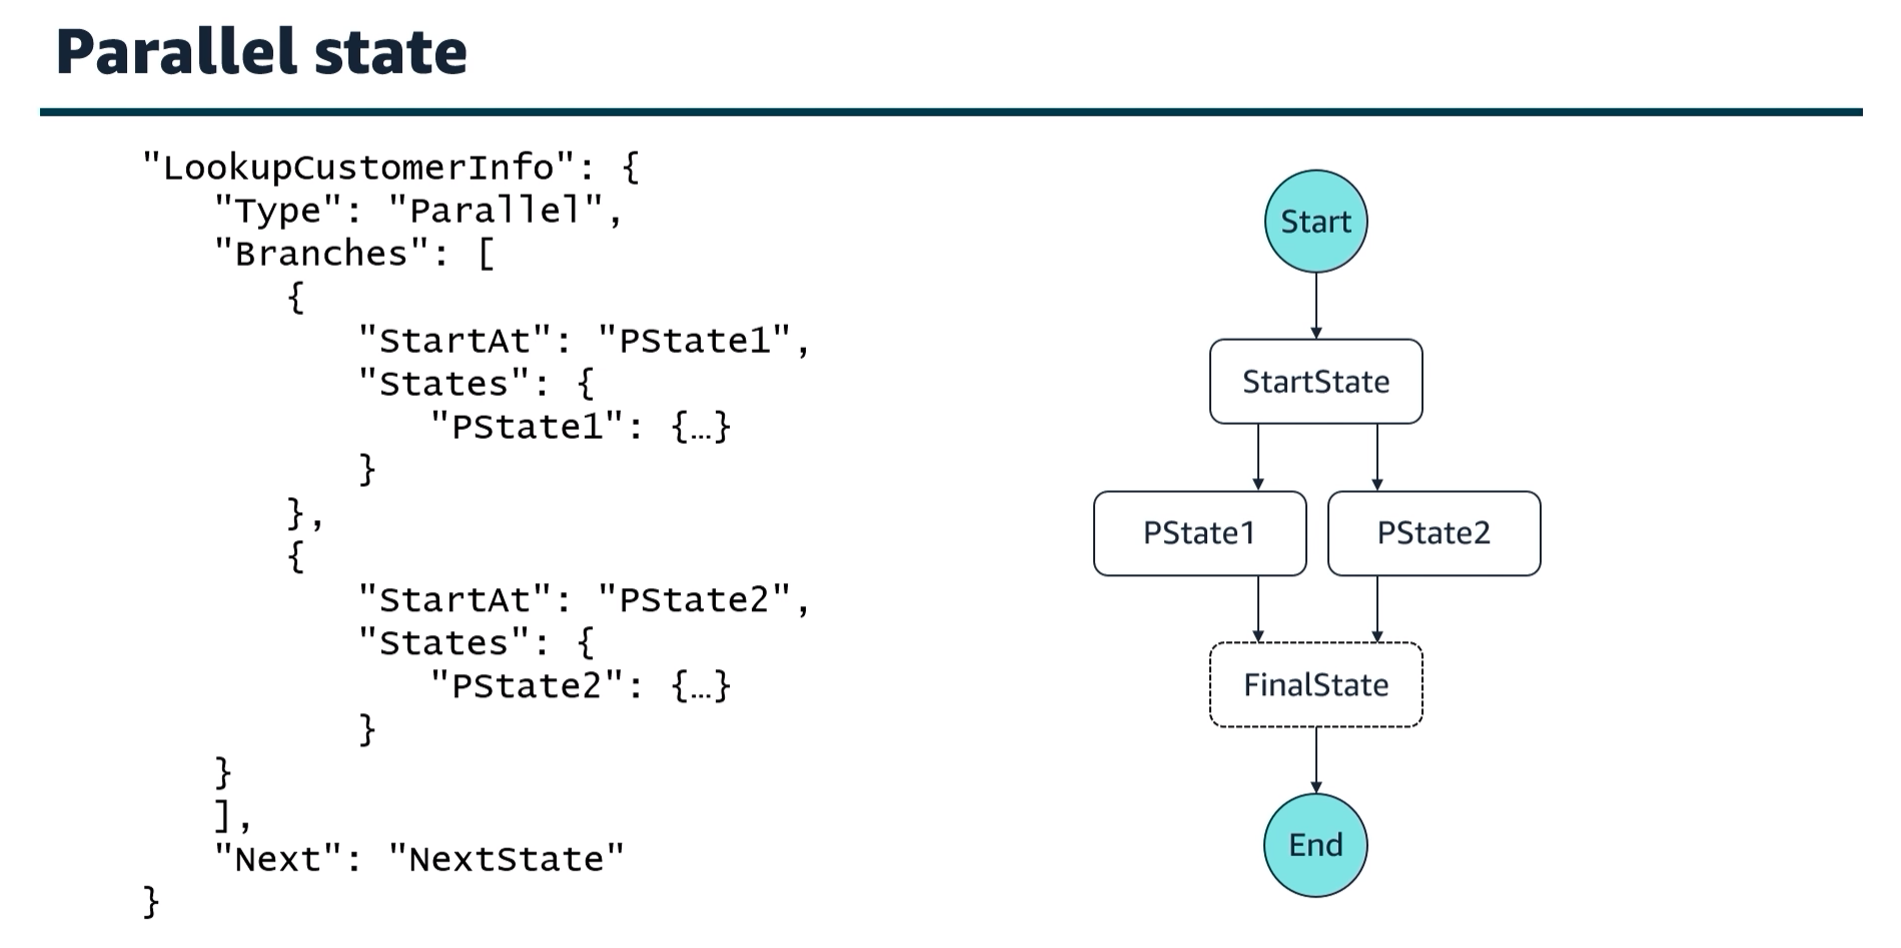 Parallel state
"LookupCustomerInfo": {
"Type": "Parallel",
"Branches": [
{
"StartAt": "PState1",
"States": {
"PState1": {…}
}
},
{
"StartAt": "PState2",
"States": {
"PState2": {…}
}
}
],
"Next": "NextState"
}
Start
StartState
PState1
PState2
FinalState
End